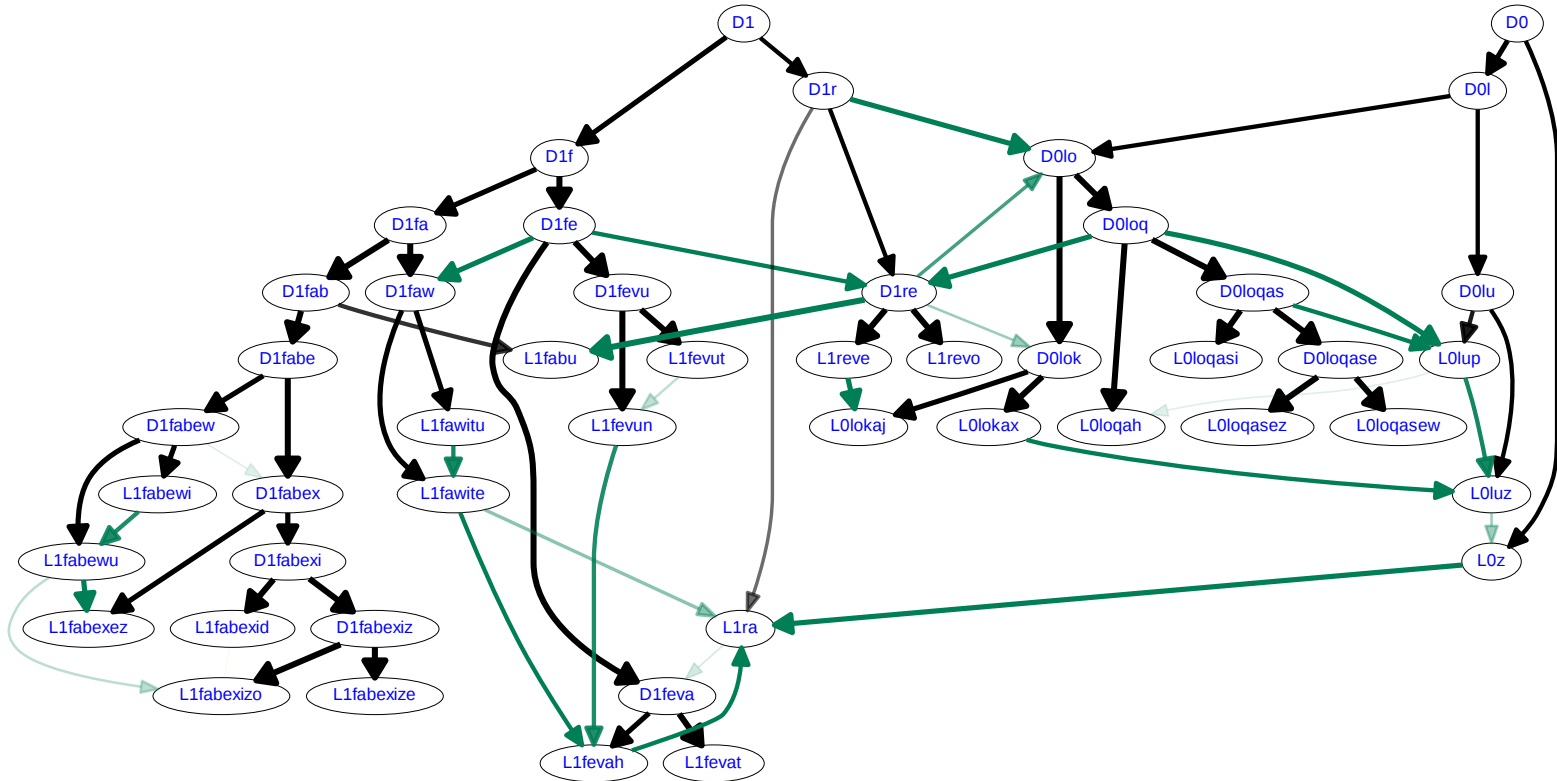 D1 D0
D1r D0l
D1f D0lo
D1fa D1fe D0loq
D1fab D1faw D1fevu D1re D0loqas D0lu
D1fabe L1fabu L1fevut L1reve L1revo D0lok L0loqasi D0loqase L0lup
D1fabew L1fawitu L1fevun L0lokaj L0lokax L0loqah L0loqasez L0loqasew
L1fabewi D1fabex L1fawite L0luz
L1fabewu D1fabexi L0z
L1fabexez L1fabexid D1fabexiz L1ra
L1fabexizo L1fabexize D1feva
L1fevah L1fevat